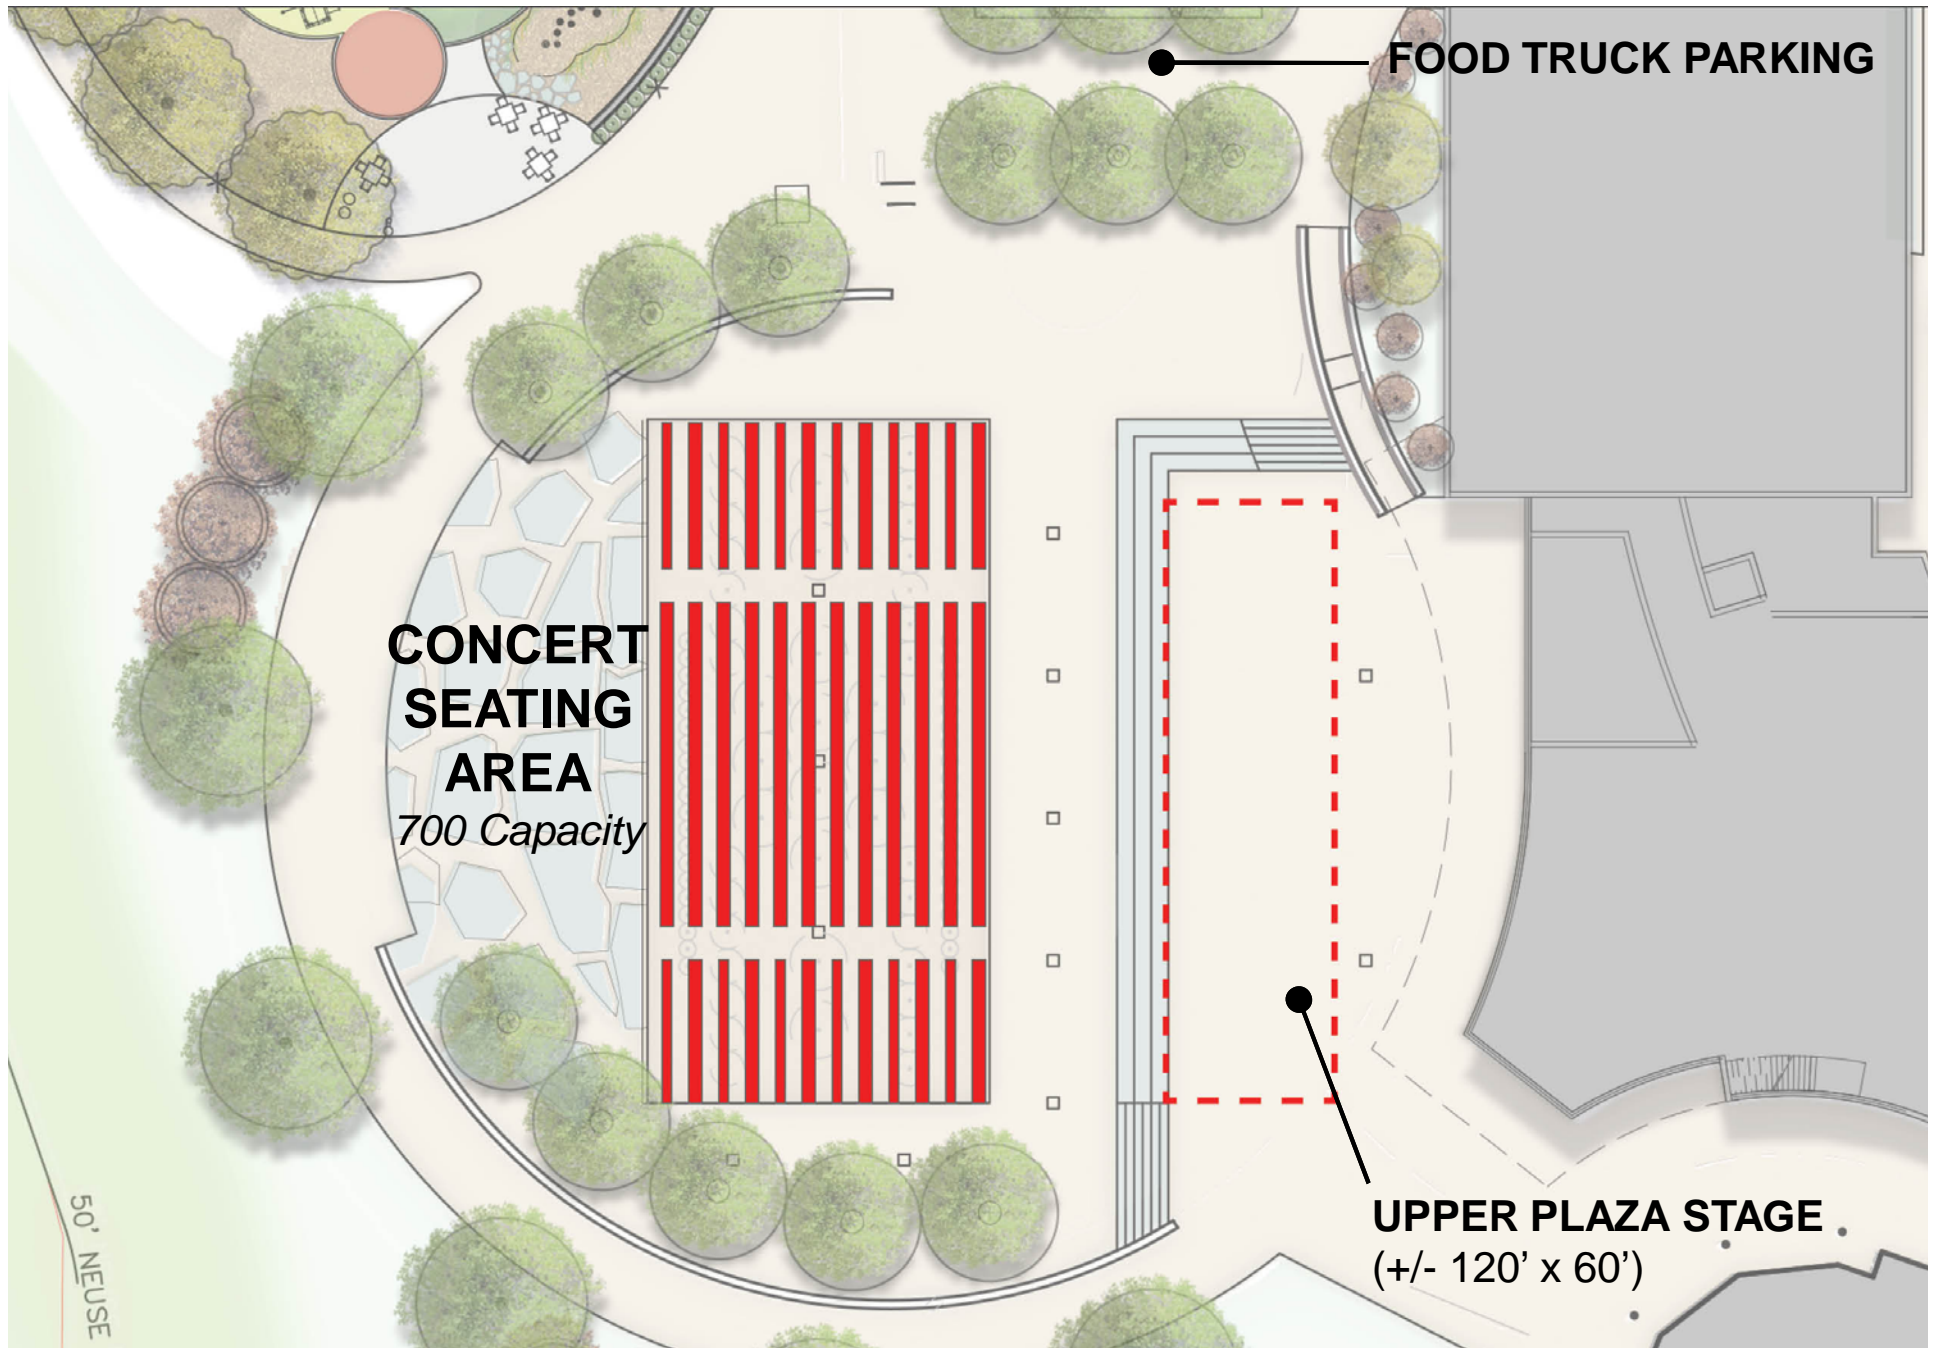 FOOD TRUCK PARKING
CONCERT
SEATING
AREA
700 Capacity
UPPER PLAZA STAGE
(+/- 120’ x 60’)
50’ NEUSE